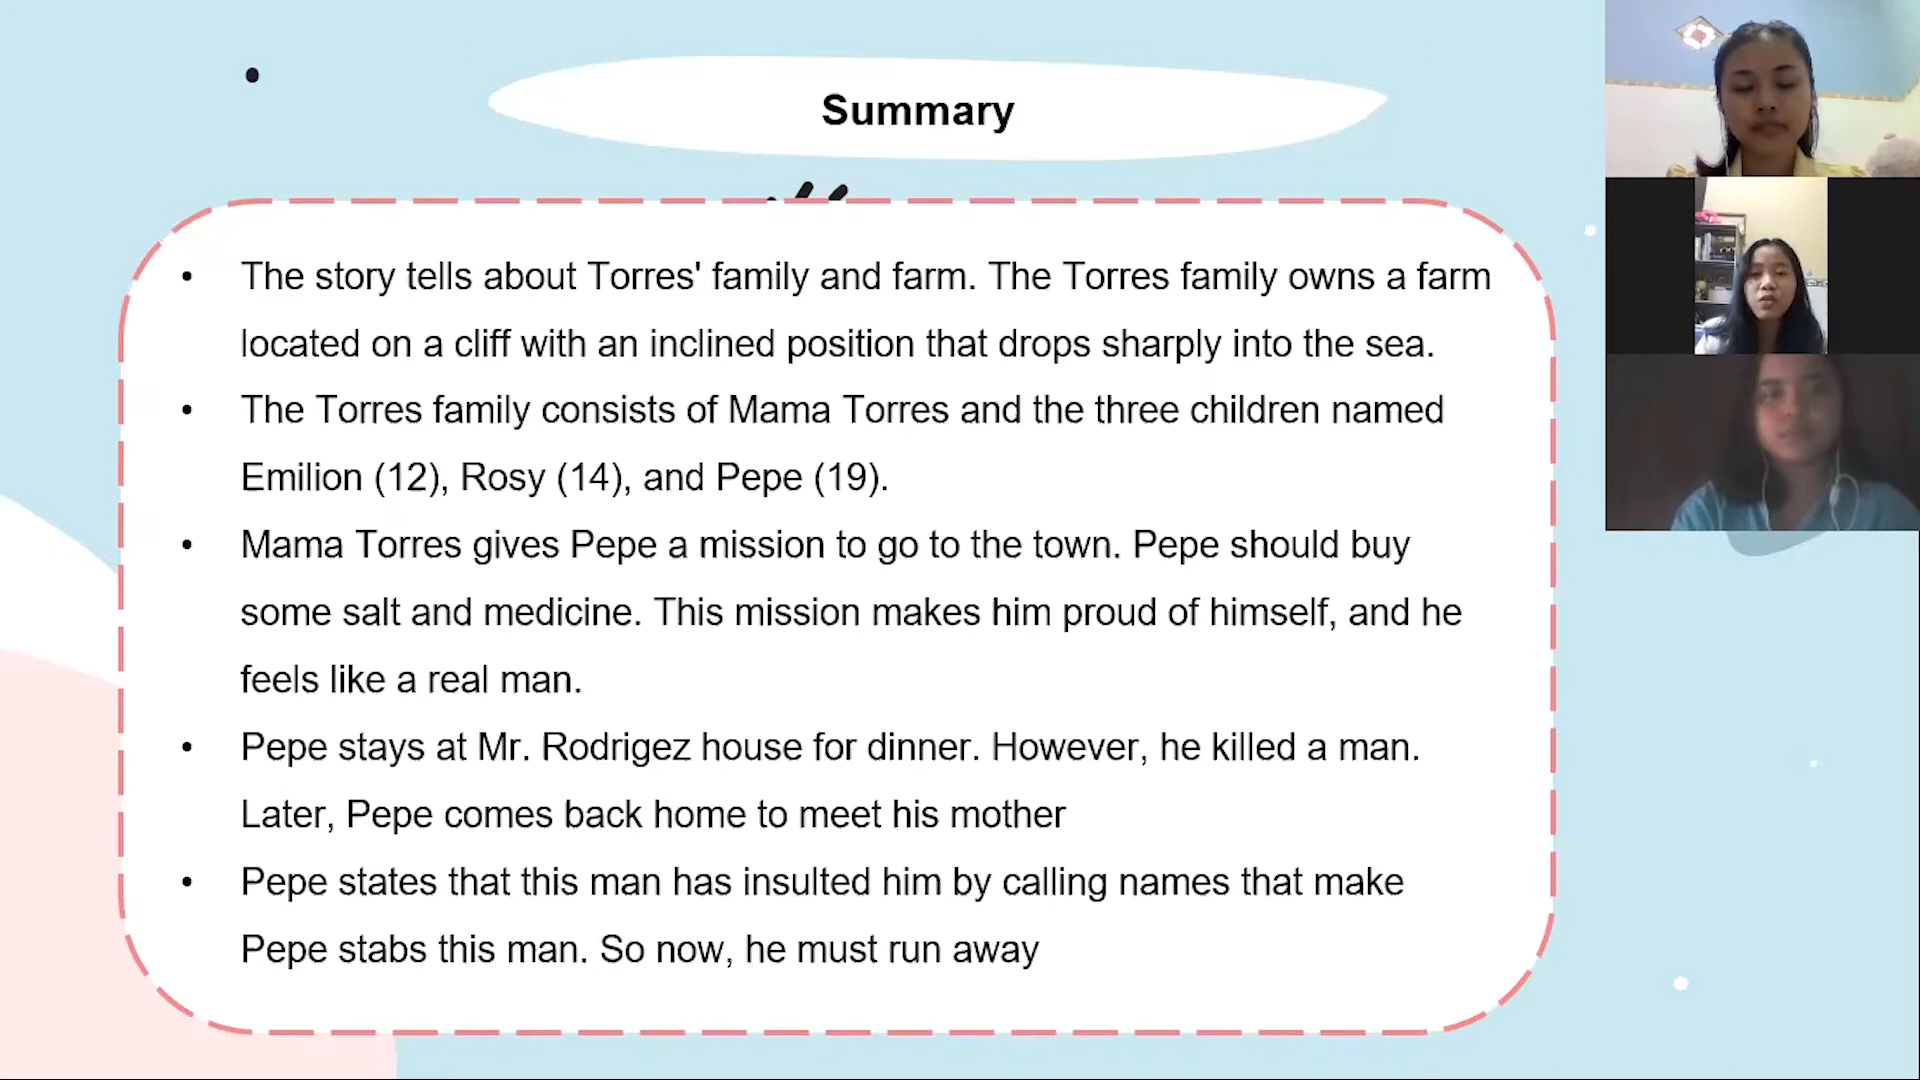 Summary
• The story tells about Torres' family and farm. The Torres family owns a farm
located on a cliff with an inclined position that drops sharply into the sea.
• The Torres family consists of Mama Torres and the three children named
Emilion (12), Rosy (14), and Pepe (19).
• Mama Torres gives Pepe a mission to go to the town. Pepe should buy
some salt and medicine. This mission makes him proud of himself, and he
feels like a real man.
• Pepe stays at Mr. Rodrigez house for dinner. However, he killed a man.
Later, Pepe comes back home to meet his mother
• Pepe states that this man has insulted him by calling names that make
Pepe stabs this man. So now, he must run away